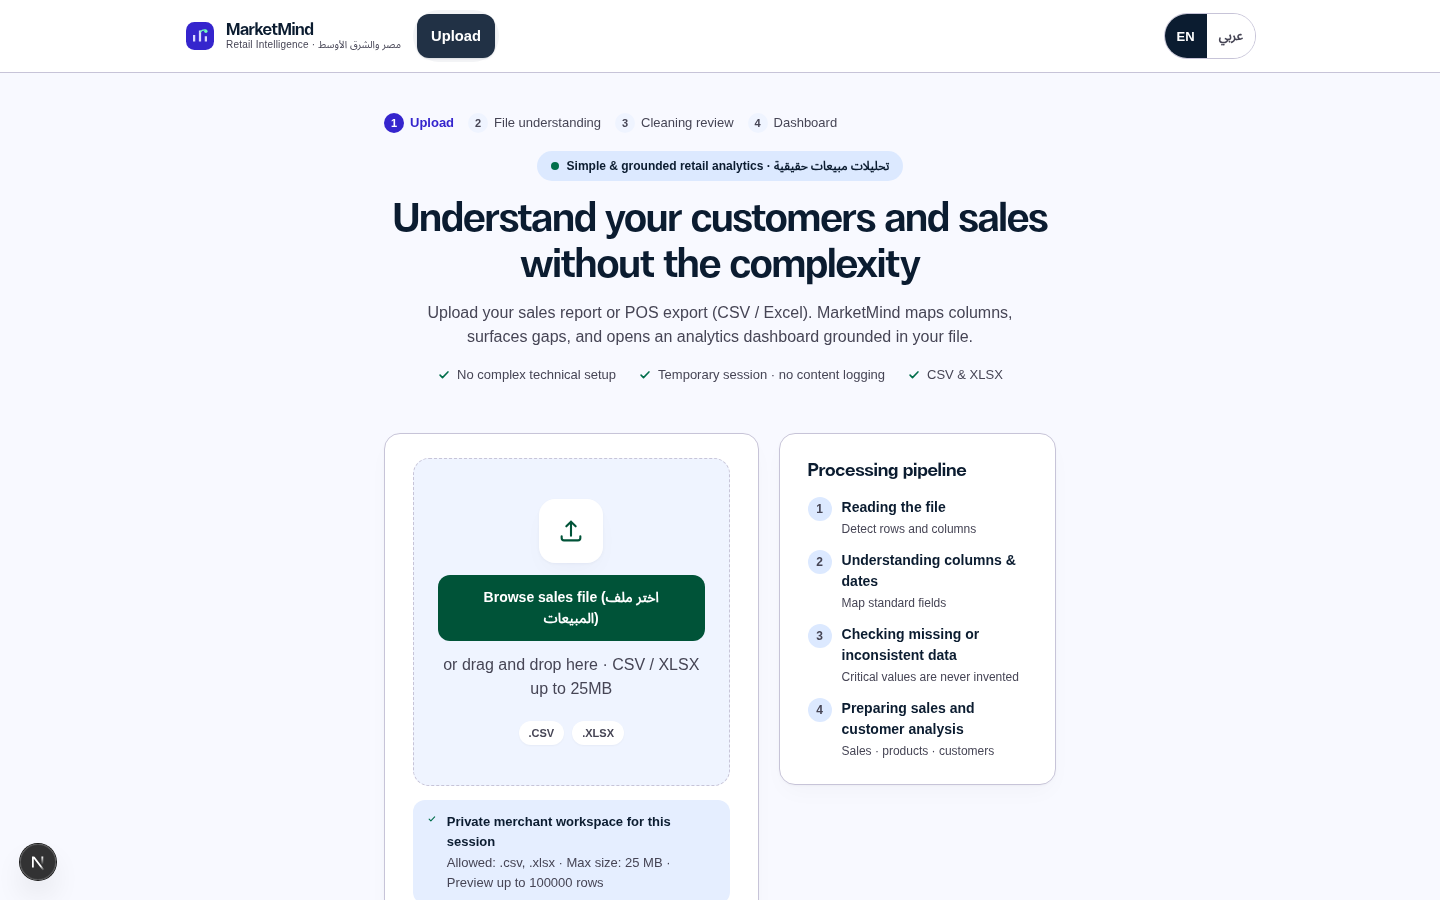 MarketMind
Retail Intelligence · مصر والشرق الأوسط
Upload
EN
عربي
1 Upload
2 File understanding
3 Cleaning review
4 Dashboard
Simple & grounded retail analytics · تحليلات مبيعات حقيقية
Understand your customers and sales
without the complexity
Upload your sales report or POS export (CSV / Excel). MarketMind maps columns,
surfaces gaps, and opens an analytics dashboard grounded in your file.
No complex technical setup
Temporary session · no content logging
CSV & XLSX
Browse sales file (اختر ملف
المبيعات)
or drag and drop here · CSV / XLSX
up to 25MB
.CSV
.XLSX
Private merchant workspace for this
session
Allowed: .csv, .xlsx · Max size: 25 MB ·
Preview up to 100000 rows
Processing pipeline
1 Reading the file
Detect rows and columns
2 Understanding columns &
dates
Map standard fields
3 Checking missing or
inconsistent data
Critical values are never invented
4 Preparing sales and
customer analysis
Sales · products · customers
N